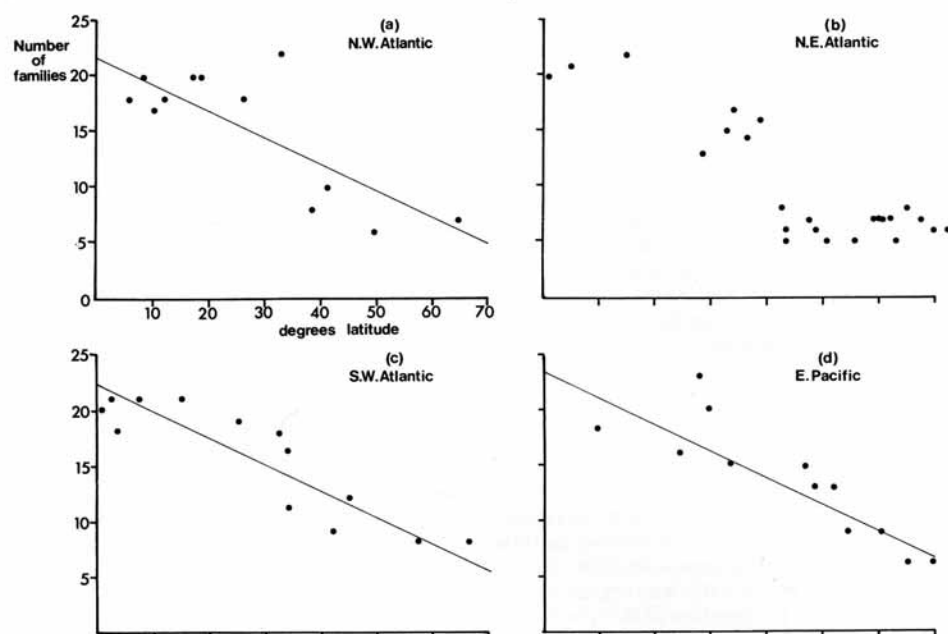 (a)
N.W.Atlantic
Number
of
families
25
20
15
10
5
0
10 20 30 40 50 60 70
degrees latitude
(b)
N.E.Atlantic
(c)
S.W.Atlantic
25
20
15
10
5
(d)
E.Pacific